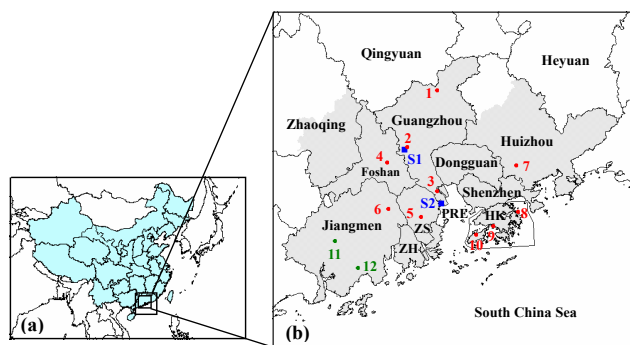 Qingyuan
Heyuan
1
Guangzhou
Zhaoqing
2
S1
Huizhou
4
Foshan
Dongguan
7
3
Shenzhen
S2
6
5
PRE
HK
8
Jiangmen
ZS
9
10
11
ZH
12
South China Sea
(a)
(b)